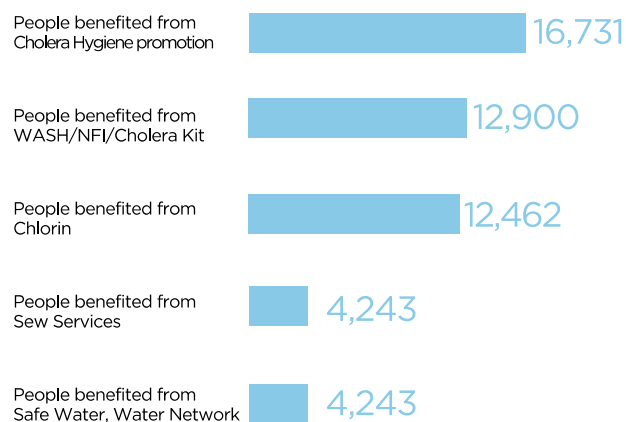 People benefited from
Cholera Hygiene promotion
16,731
People benefited from
WASH/NFI/Cholera Kit
12,900
People benefited from
Chlorin
12,462
People benefited from
Sew Services
4,243
People benefited from
Safe Water, Water Network
4,243